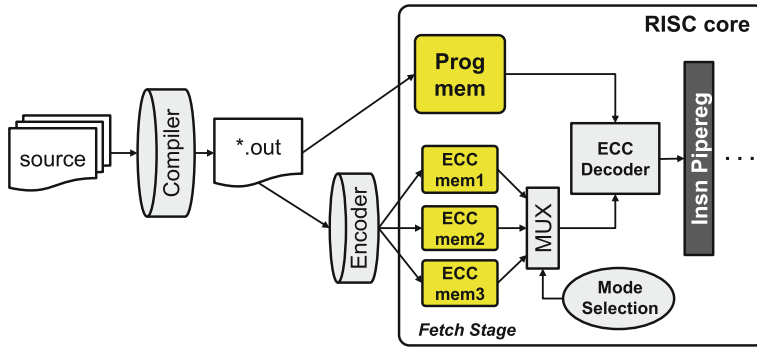 RISC core
Prog
mem
source
Compiler
*.out
Encoder
ECC
mem1
ECC
mem2
ECC
mem3
MUX
ECC
Decoder
Insn Pipereg
. . .
Mode
Selection
Fetch Stage